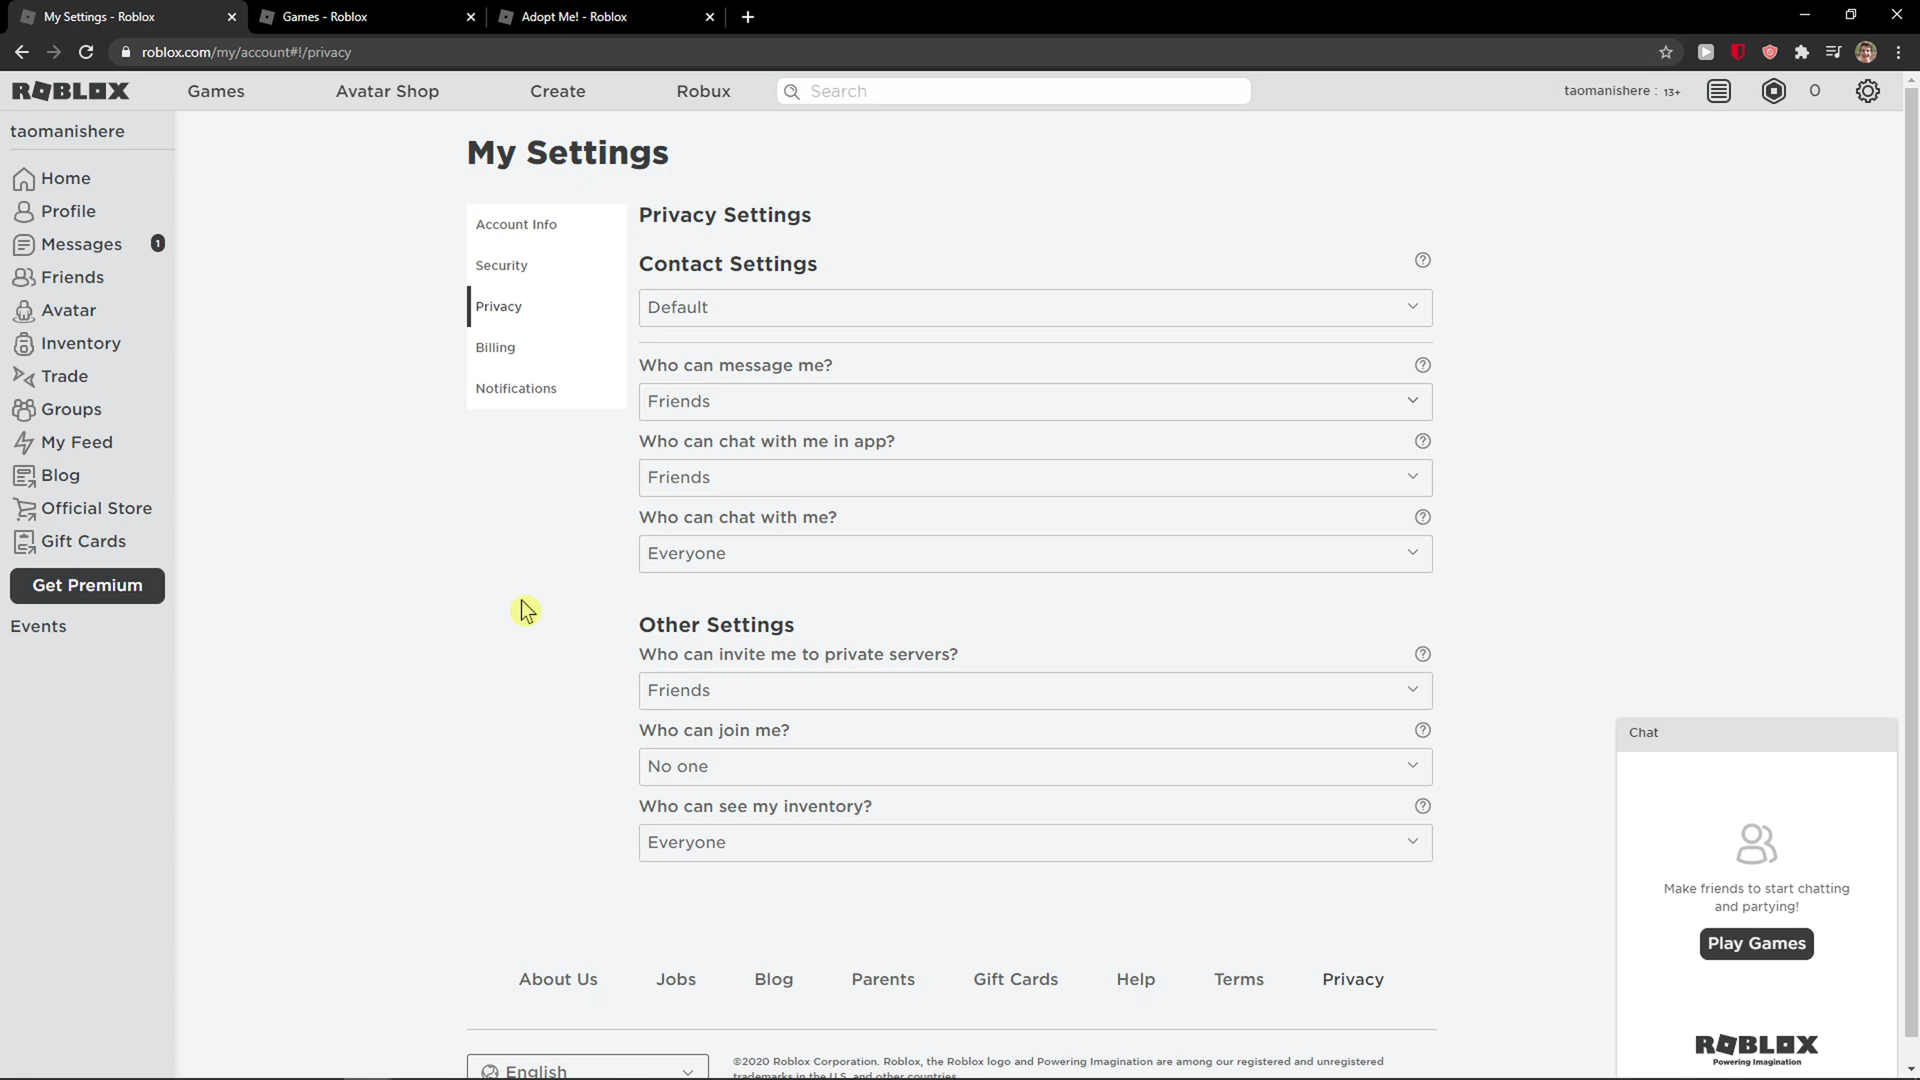 My Settings - Roblox
Games - Roblox
Adopt Me! - Roblox
roblox.com/my/account#!/privacy
ROBLOX
Games
Avatar Shop
Create
Robux
Search
taomanishere : 13+
0
taomanishere
Home
Profile
Messages 1
Friends
Avatar
Inventory
Trade
Groups
My Feed
Blog
Official Store
Gift Cards
Get Premium
Events
My Settings
Account Info
Security
Privacy
Billing
Notifications
Privacy Settings
Contact Settings
Default
Who can message me?
Friends
Who can chat with me in app?
Friends
Who can chat with me?
Everyone
Other Settings
Who can invite me to private servers?
Friends
Who can join me?
No one
Who can see my inventory?
Everyone
Chat
Make friends to start chatting
and partying!
Play Games
ROBLOX
Powering Imagination
About Us
Jobs
Blog
Parents
Gift Cards
Help
Terms
Privacy
English
©2020 Roblox Corporation. Roblox, the Roblox logo and Powering Imagination are among our registered and unregistered
trademarks in the U.S. and other countries.